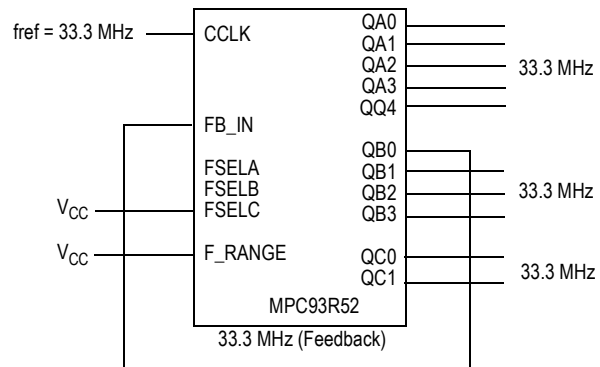 fref = 33.3 MHz
CCLK
FB_IN
FSELA
FSELB
VCC
FSELC
VCC
F_RANGE
QA0
QA1
QA2
QA3
QQ4
33.3 MHz
QB0
QB1
QB2
QB3
33.3 MHz
QC0
QC1
33.3 MHz
MPC93R52
33.3 MHz (Feedback)